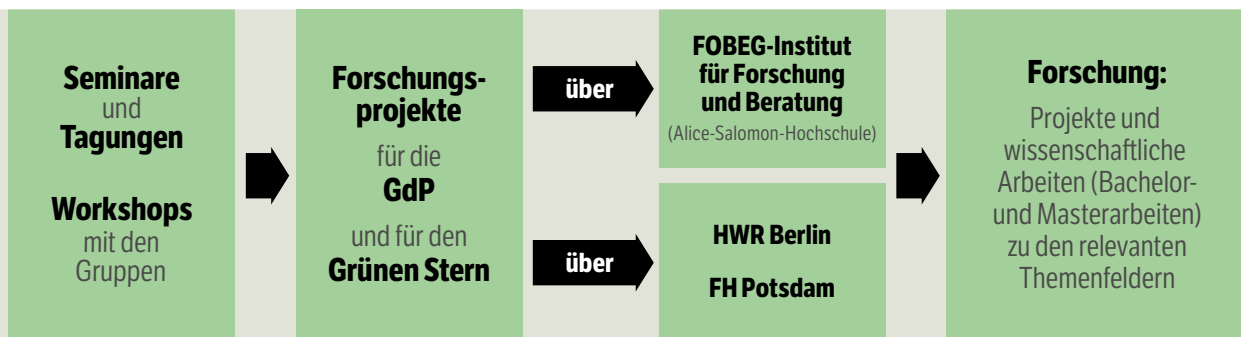 Seminare
und
Tagungen
Workshops
mit den
Gruppen
Forschungs-
projekte
für die
GdP
und für den
Grünen Stern
über
über
FOBEG-Institut
für Forschung
und Beratung
(Alice-Salomon-Hochschule)
HWR Berlin
FH Potsdam
Forschung:
Projekte und
wissenschaftliche
Arbeiten (Bachelor-
und Masterarbeiten)
zu den relevanten
Themenfeldern